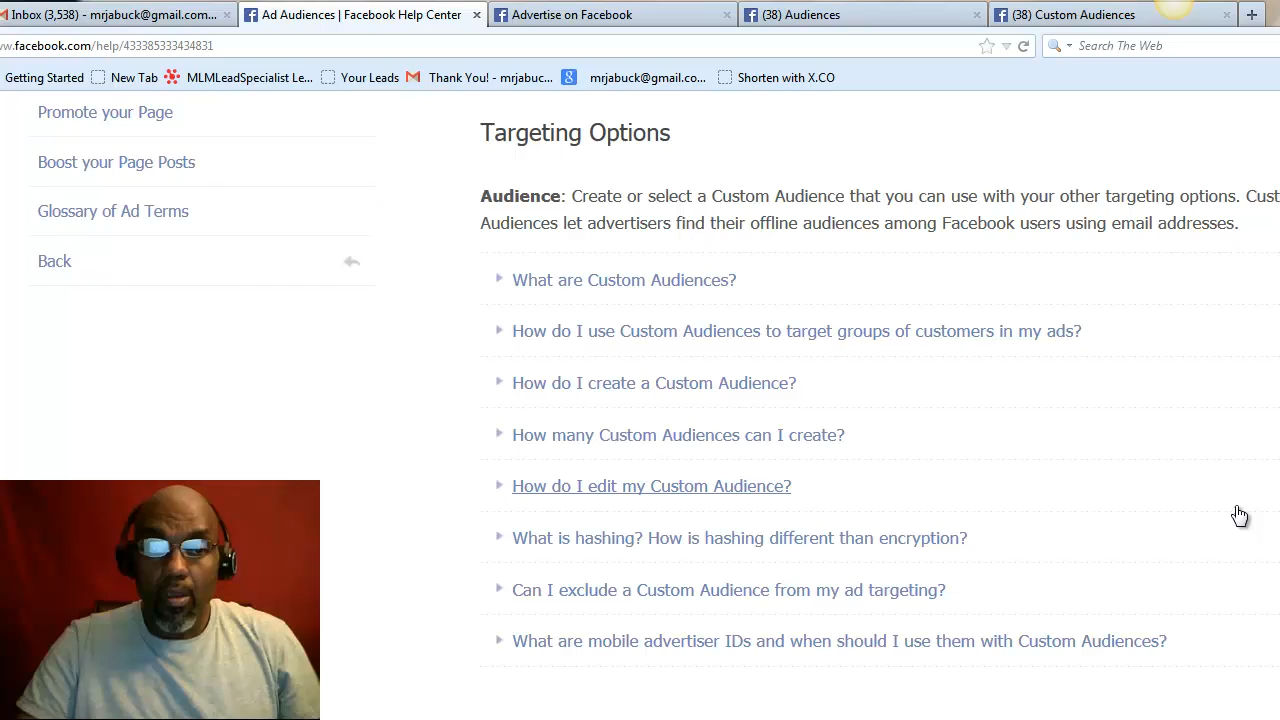 Inbox (3,538) - mrjabuck@gmail.com... × Ad Audiences | Facebook Help Center × Advertise on Facebook × (38) Audiences × (38) Custom Audiences × +
w.facebook.com/help/433385333434831 Search The Web
Getting Started New Tab MLMLeadSpecialist Le... Your Leads Thank You! - mrjabuc... mrjabuck@gmail.co... Shorten with X.CO
Promote your Page
Boost your Page Posts
Glossary of Ad Terms
Back
Targeting Options
Audience: Create or select a Custom Audience that you can use with your other targeting options. Cust
Audiences let advertisers find their offline audiences among Facebook users using email addresses.
What are Custom Audiences?
How do I use Custom Audiences to target groups of customers in my ads?
How do I create a Custom Audience?
How many Custom Audiences can I create?
How do I edit my Custom Audience?
What is hashing? How is hashing different than encryption?
Can I exclude a Custom Audience from my ad targeting?
What are mobile advertiser IDs and when should I use them with Custom Audiences?